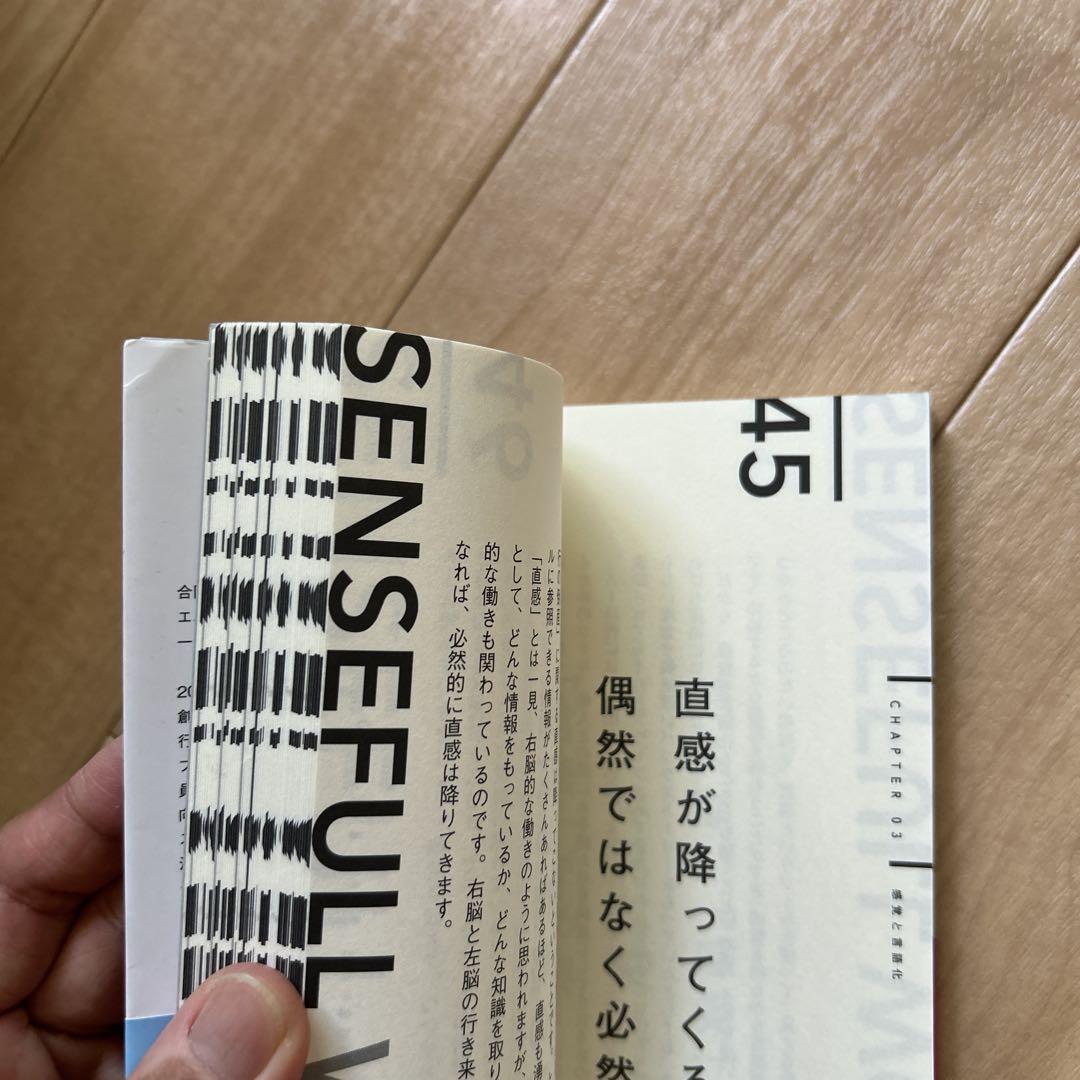 45
直感が降ってくる
偶然ではなく必然
CHAPTER 03
感覚と言語化
ルに参照できる情報がたくさんあればあるほど、直感も湧
「直感」とは一見、右脳的な働きのように思われますが、
として、どんな情報をもっているか、どんな知識を取り
的な働きも関わっているのです。右脳と左脳の行き来
なれば、必然的に直感は降りてきます。
SENSEFULL